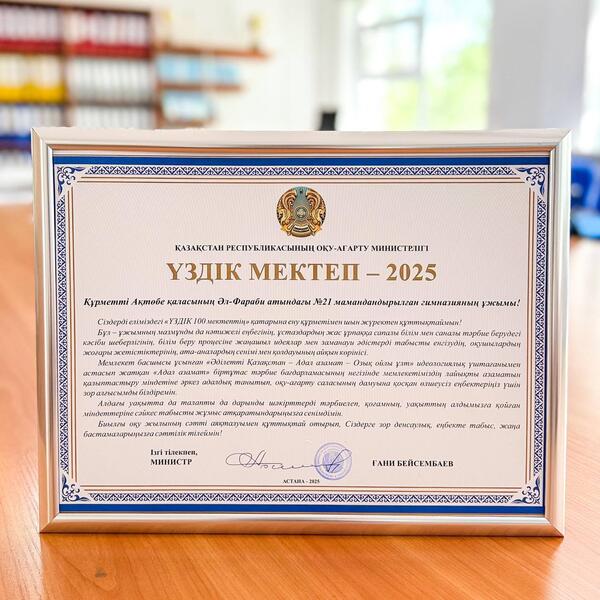 ҚАЗАҚСТАН РЕСПУБЛИКАСЫНЫҢ ОҚУ-АҒАРТУ МИНИСТЕЛІГІ
ҮЗДІК МЕКТЕП – 2025
Құрметті Ақтөбе қаласының Әл-Фараби атындағы №21 мамандандырылған гимназияның ұжымы!
Сіздерді еліміздегі «ҮЗДІК 100 мектептің» қатарына ену құрметімен шын жүректен құттықтаймын!
Бұл – ұжымның мазмұнды да нәтижелі еңбегінің, ұстаздардың жас ұрпаққа сапалы білім мен саналы тәрбие берудегі
кәсіби шеберлігінің, білім беру процесіне жаңашыл идеялар мен заманауи әдістерді табысты енгізудің, оқушылардың
жоғары жетістіктерінің, ата-аналардың сенімі мен қолдауының айқын көрінісі.
Мемлекет басшысы ұсынған «Әділетті Қазақстан – Адал азамат – Озық ойлы ұлт» идеологиялық ұштағанымен
астасып жатқан «Адал азамат» біртұтас тәрбие бағдарламасының негізінде мемлекетіміздің лайықты азаматын
қалыптастыру міндетіне әркез адалдық танытып, оқу-ағарту саласының дамуына қосқан өлшеусіз еңбектеріңіз үшін
зор алғысымды білдіремін.
Алдағы уақытта да талапты да дарынды шәкірттерді тәрбиелеп, қоғамның, уақыттың алдымызға қойған
міндеттеріне сәйкес табысты жұмыс атқаратындарыңызға сенімдімін.
Биылғы оқу жылының сәтті аяқталуымен құттықтай отырып, Сіздерге зор денсаулық, еңбекте табыс, жаңа
бастамаларыңызға сәттілік тілеймін!
Ізгі тілекпен,
МИНИСТР
ГАНИ БЕЙСЕМБАЕВ
АСТАНА - 2025